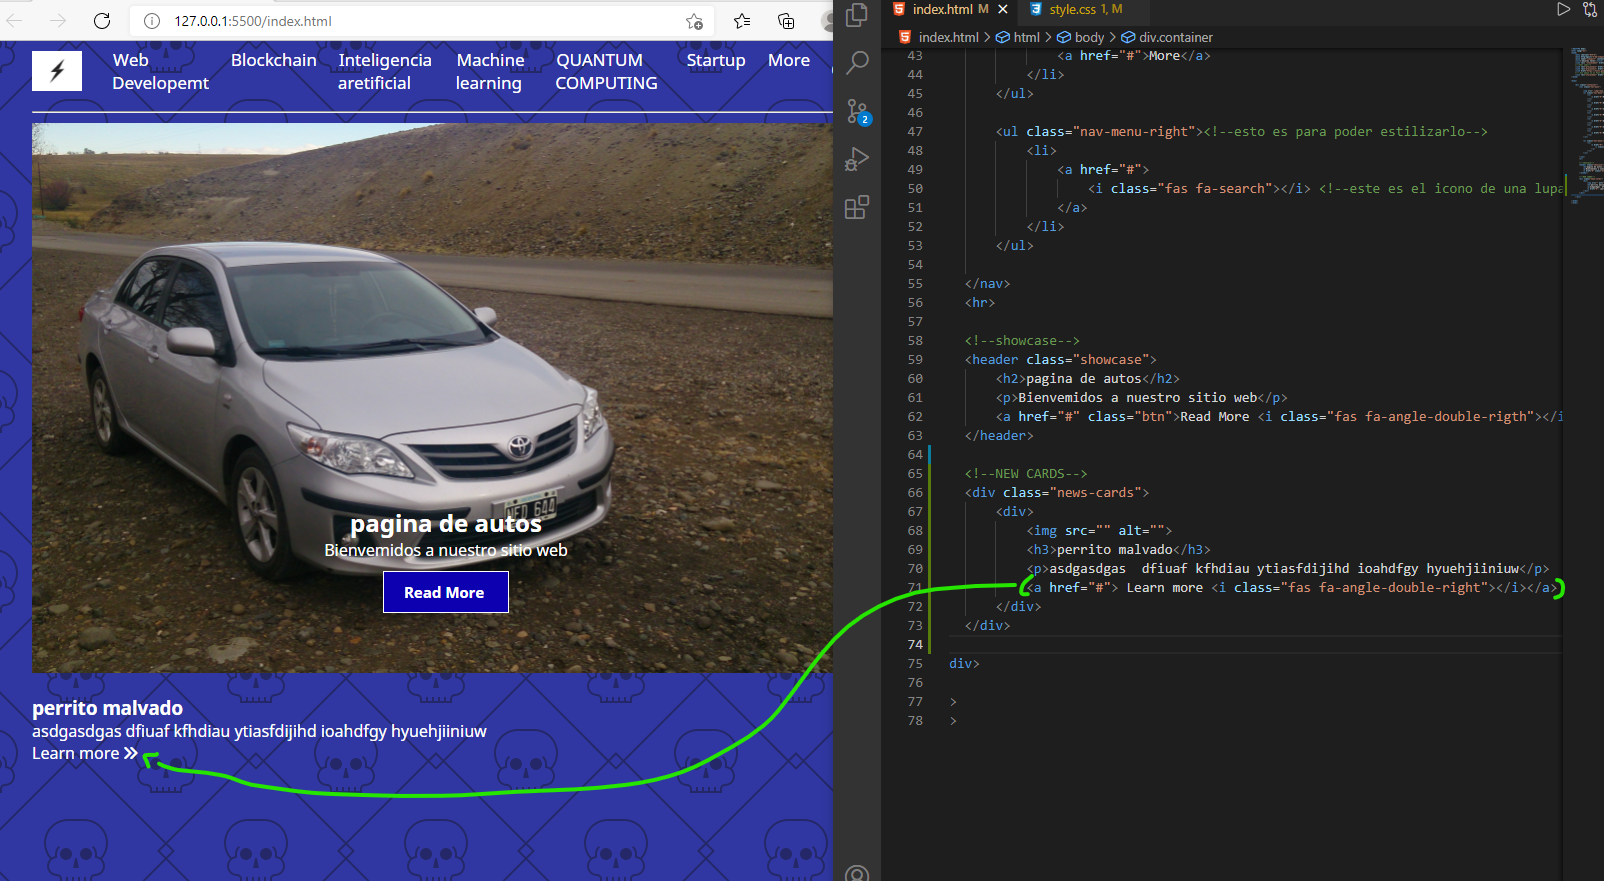 127.0.0.1:5500/index.html
Web Developemt
Blockchain
Inteligencia aretificial
Machine learning
QUANTUM COMPUTING
Startup
More
NED 644
pagina de autos
Bienvemidos a nuestro sitio web
Read More
perrito malvado
asdgasdgas dfiuaf kfhdiau ytiasfdijihd ioahdfgy hyuehjiiniuw
Learn more »
index.html M
style.css 1, M
index.html > html > body > div.container
2
43 <a href="#">More</a>
44 </li>
45 </ul>
46
47 <ul class="nav-menu-right"><!--esto es para poder estilizarlo-->
48 <li>
49 <a href="#">
50 <i class="fas fa-search"></i> <!--este es el icono de una lupa
51 </a>
52 </li>
53 </ul>
54
55 </nav>
56 <hr>
57
58 <!--showcase-->
59 <header class="showcase">
60 <h2>pagina de autos</h2>
61 <p>Bienvemidos a nuestro sitio web</p>
62 <a href="#" class="btn">Read More <i class="fas fa-angle-double-rigth"></i
63 </header>
64
65 <!--NEW CARDS-->
66 <div class="news-cards">
67 <div>
68 <img src="" alt="">
69 <h3>perrito malvado</h3>
70 <p>asdgasdgas  dfiuaf kfhdiau ytiasfdijihd ioahdfgy hyuehjiiniuw</p>
71 <a href="#"> Learn more <i class="fas fa-angle-double-right"></i></a>
72 </div>
73 </div>
74
75 div>
76
77 >
78 >